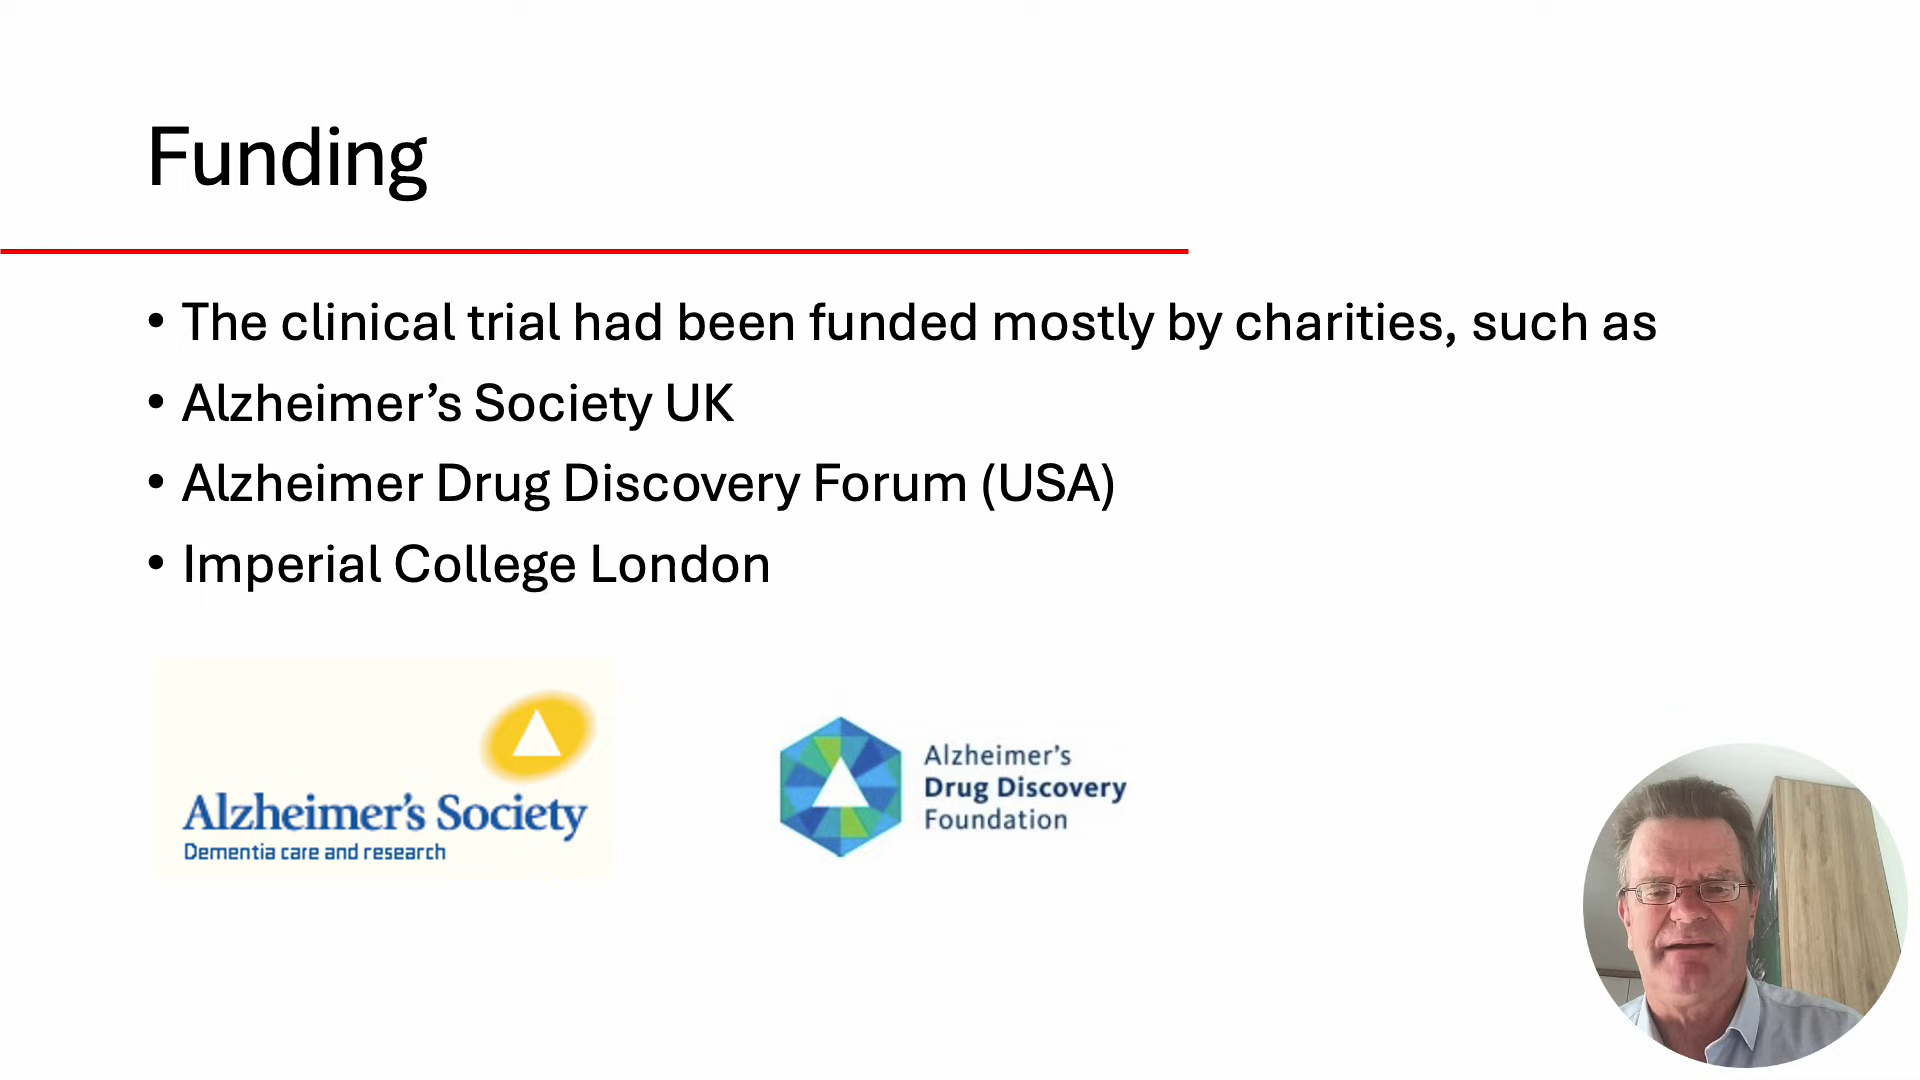 Funding
• The clinical trial had been funded mostly by charities, such as
• Alzheimer’s Society UK
• Alzheimer Drug Discovery Forum (USA)
• Imperial College London
Alzheimer’s Society
Dementia care and research
Alzheimer’s
Drug Discovery
Foundation